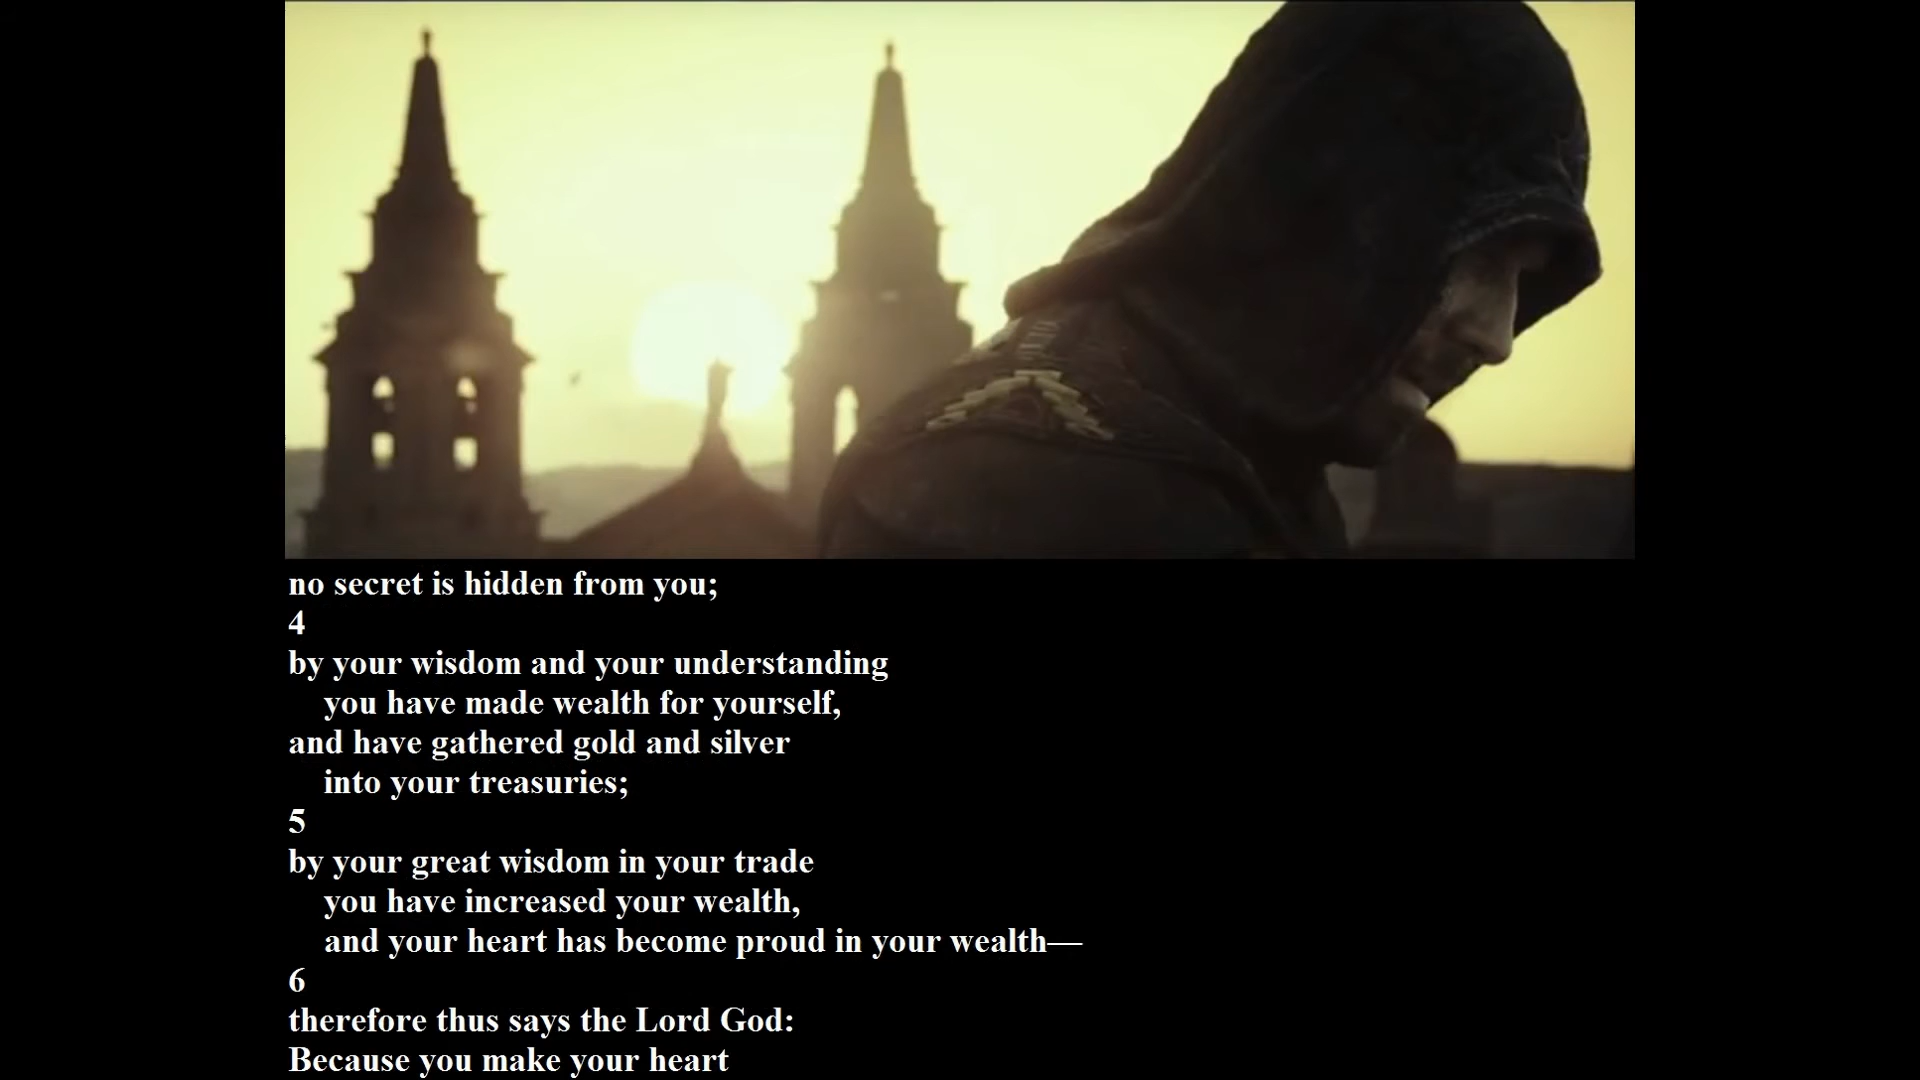 no secret is hidden from you;
4
by your wisdom and your understanding
you have made wealth for yourself,
and have gathered gold and silver
into your treasuries;
5
by your great wisdom in your trade
you have increased your wealth,
and your heart has become proud in your wealth—
6
therefore thus says the Lord God:
Because you make your heart